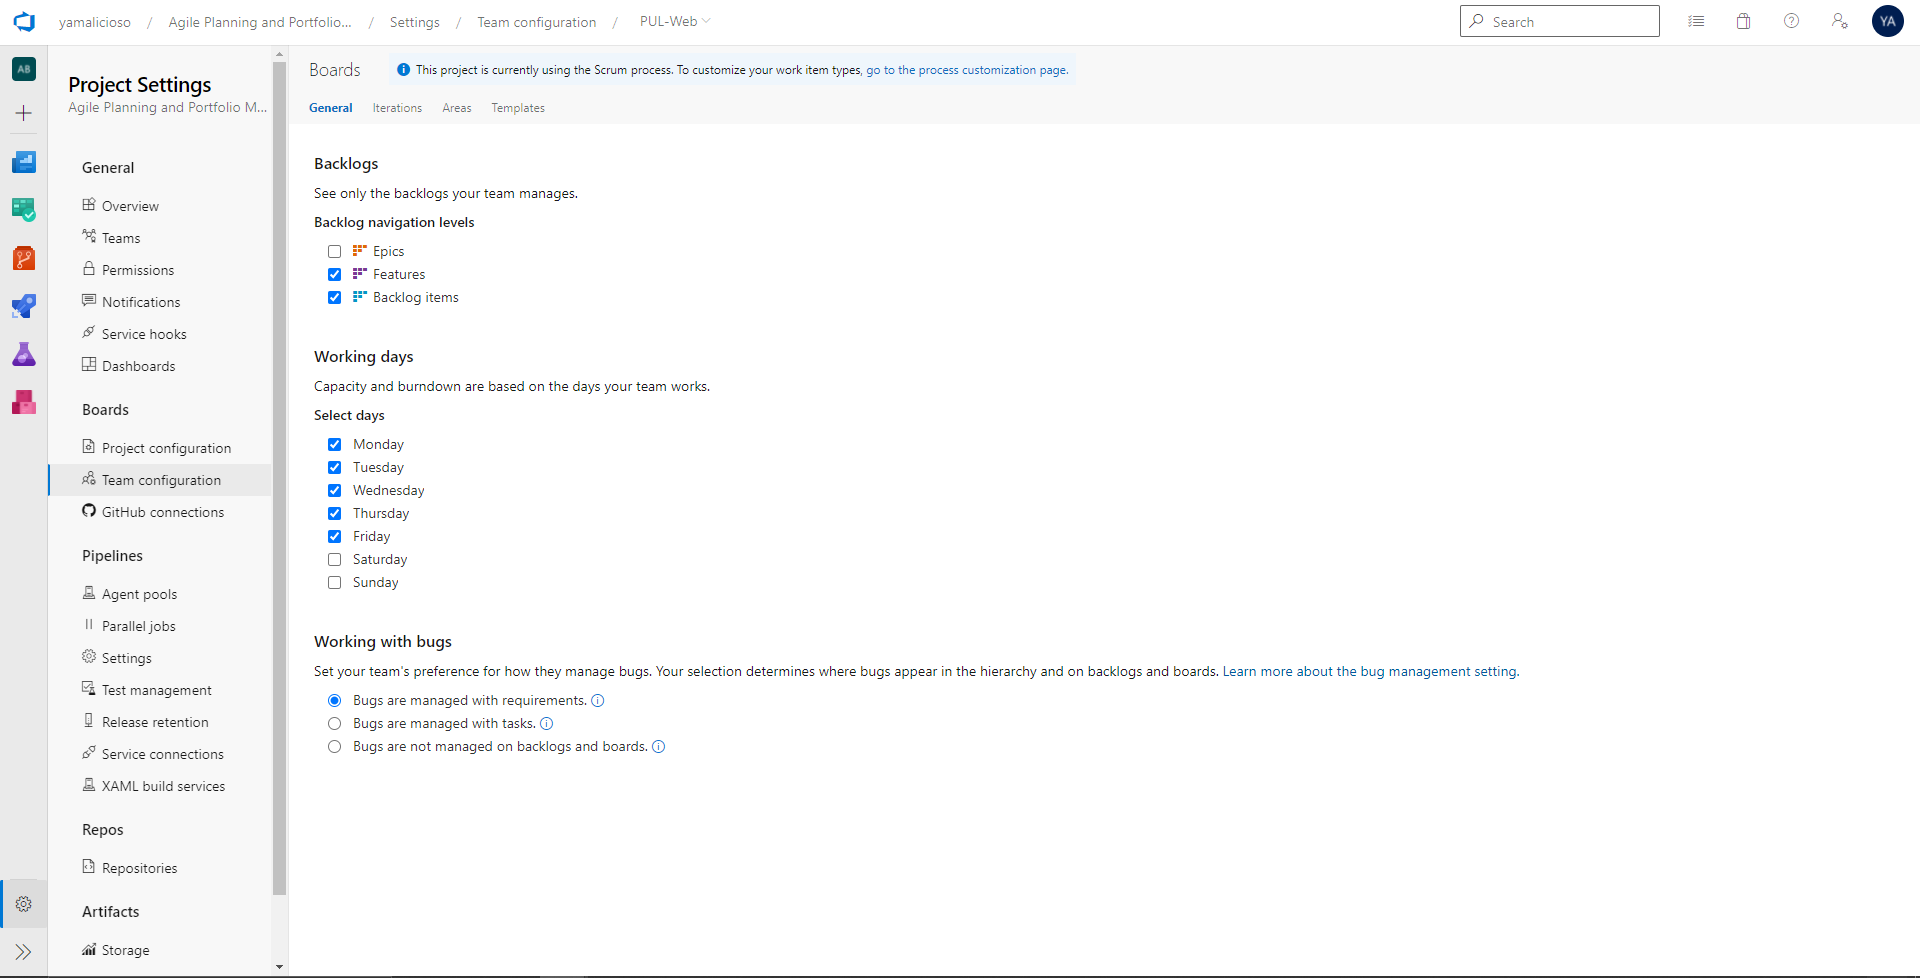 yamalicioso / Agile Planning and Portfolio... / Settings / Team configuration / PUL-Web
Search
YA
AB
Project Settings
Agile Planning and Portfolio M...
General
Overview
Teams
Permissions
Notifications
Service hooks
Dashboards
Boards
Project configuration
Team configuration
GitHub connections
Pipelines
Agent pools
Parallel jobs
Settings
Test management
Release retention
Service connections
XAML build services
Repos
Repositories
Artifacts
Storage
Boards
This project is currently using the Scrum process. To customize your work item types, go to the process customization page.
General Iterations Areas Templates
Backlogs
See only the backlogs your team manages.
Backlog navigation levels
Epics
Features
Backlog items
Working days
Capacity and burndown are based on the days your team works.
Select days
Monday
Tuesday
Wednesday
Thursday
Friday
Saturday
Sunday
Working with bugs
Set your team's preference for how they manage bugs. Your selection determines where bugs appear in the hierarchy and on backlogs and boards. Learn more about the bug management setting.
Bugs are managed with requirements.
Bugs are managed with tasks.
Bugs are not managed on backlogs and boards.